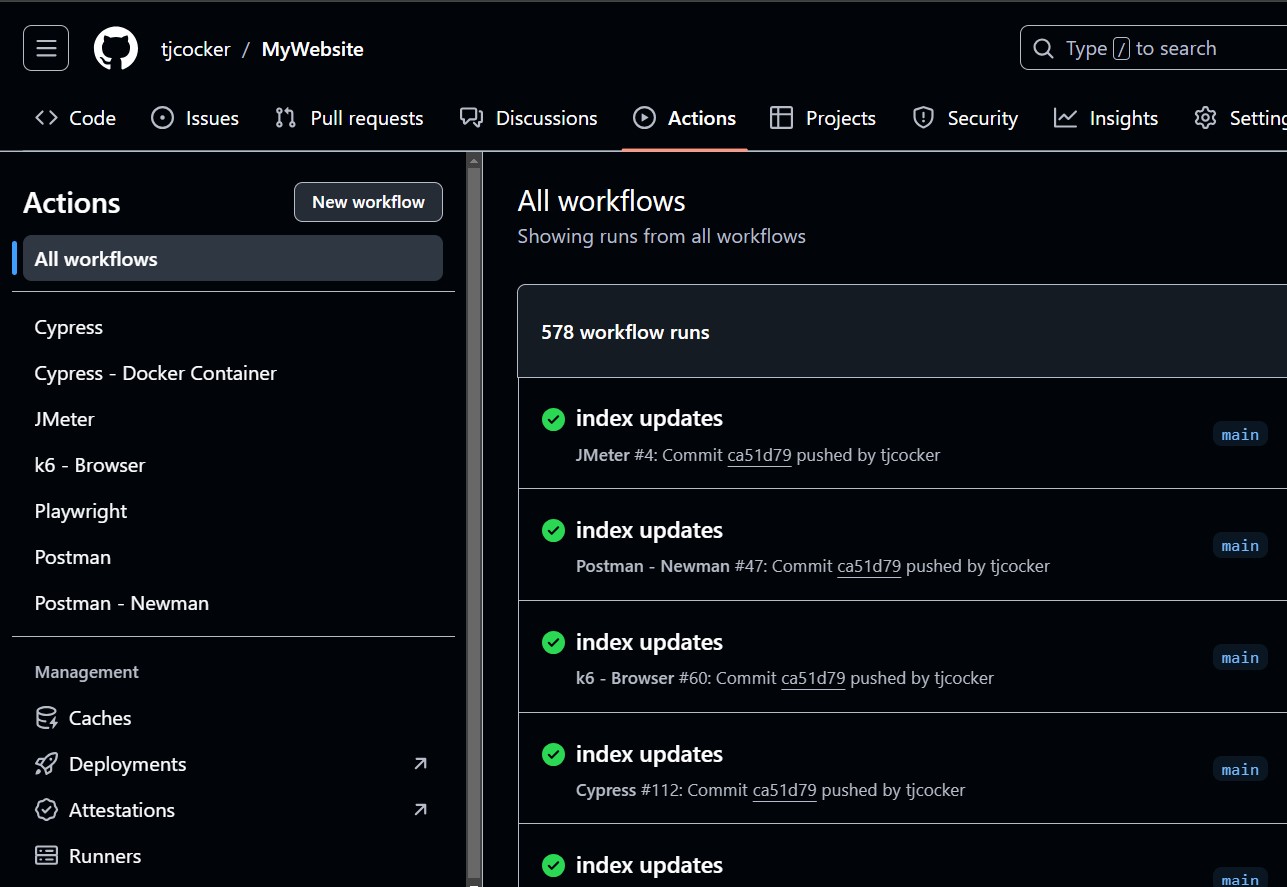 tjcocker / MyWebsite
Type / to search
Code Issues Pull requests Discussions Actions Projects Security Insights
Actions
New workflow
All workflows
Cypress
Cypress - Docker Container
JMeter
k6 - Browser
Playwright
Postman
Postman - Newman
Management
Caches
Deployments
Attestations
Runners
All workflows
Showing runs from all workflows
578 workflow runs
index updates
JMeter #4: Commit ca51d79 pushed by tjcocker
main
index updates
Postman - Newman #47: Commit ca51d79 pushed by tjcocker
main
index updates
k6 - Browser #60: Commit ca51d79 pushed by tjcocker
main
index updates
Cypress #112: Commit ca51d79 pushed by tjcocker
main
index updates
main